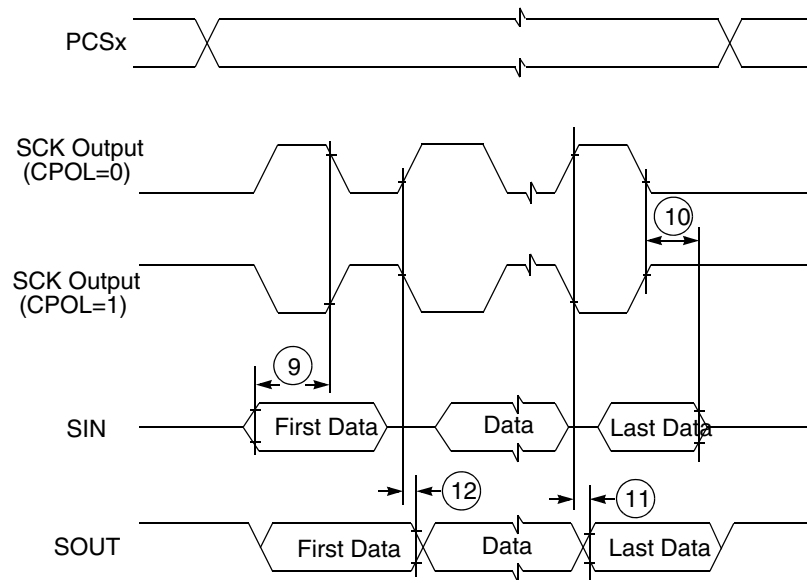 PCSx
SCK Output
(CPOL=0)
10
SCK Output
(CPOL=1)
9
SIN
First Data
Data
Last Data
12
11
SOUT
First Data
Data
Last Data